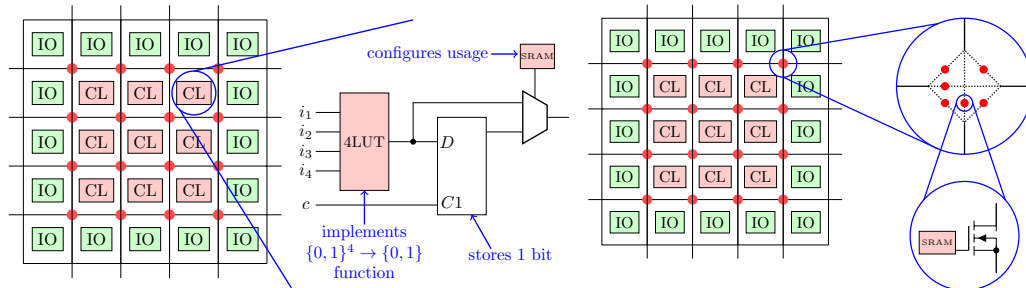 IO IO IO IO IO
IO CL CL CL IO
IO CL CL CL IO
IO CL CL CL IO
IO IO IO IO IO
configures usage
SRAM
i₁
i₂
i₃
i₄
4LUT
D
c
C1
implements
{0, 1}⁴ → {0, 1}
function
stores 1 bit
IO IO IO IO IO
IO CL CL CL IO
IO CL CL CL IO
IO CL CL CL IO
IO IO IO IO IO
SRAM